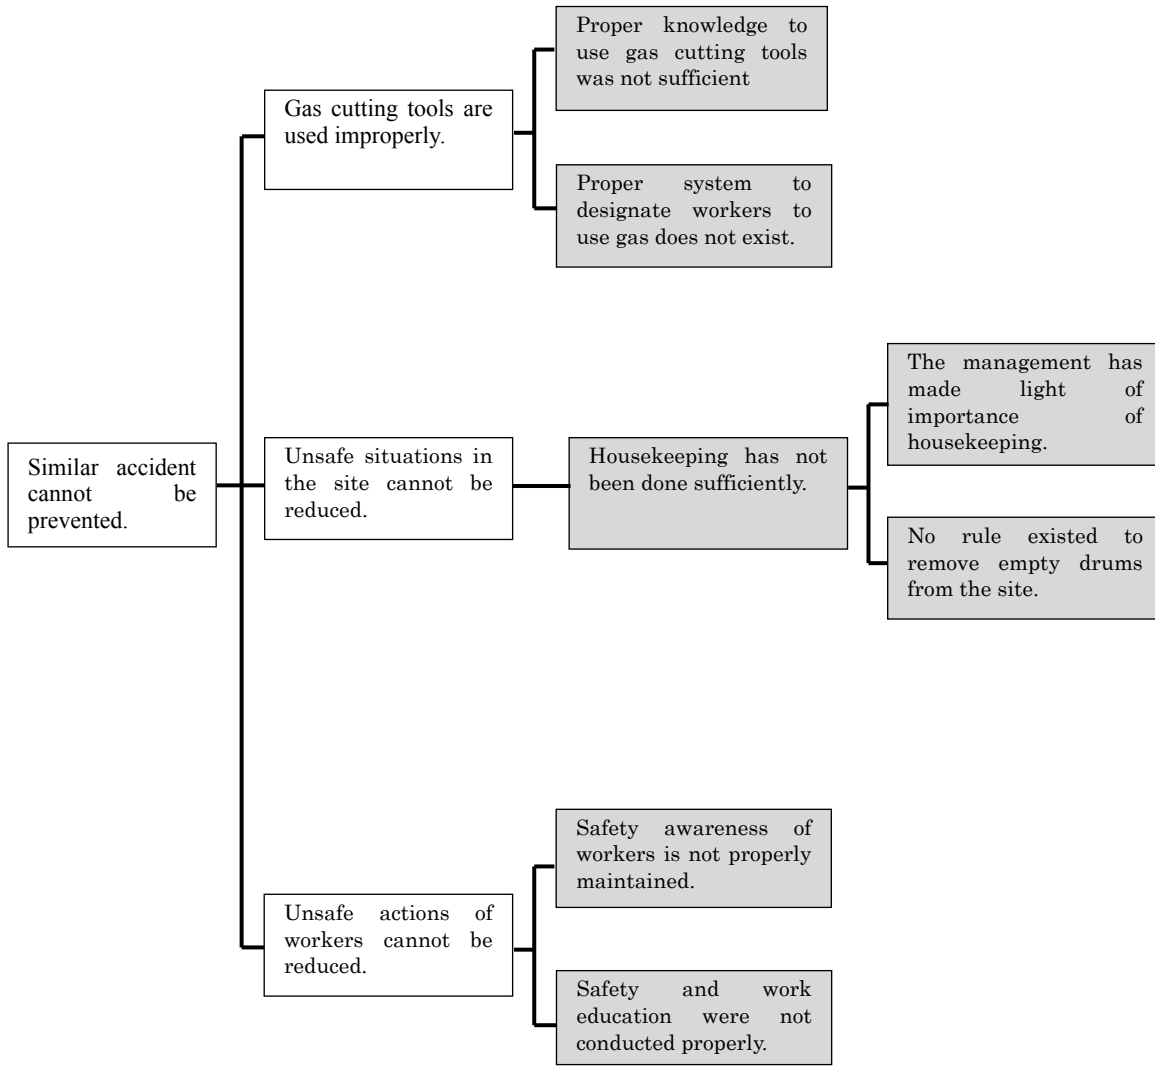 Proper knowledge to
use gas cutting tools
was not sufficient
Gas cutting tools are
used improperly.
Proper system to
designate workers to
use gas does not exist.
The management has
made light of
importance of
housekeeping.
Similar accident
cannot be
prevented.
Unsafe situations in
the site cannot be
reduced.
Housekeeping has not
been done sufficiently.
No rule existed to
remove empty drums
from the site.
Safety awareness of
workers is not properly
maintained.
Unsafe actions of
workers cannot be
reduced.
Safety and work
education were not
conducted properly.